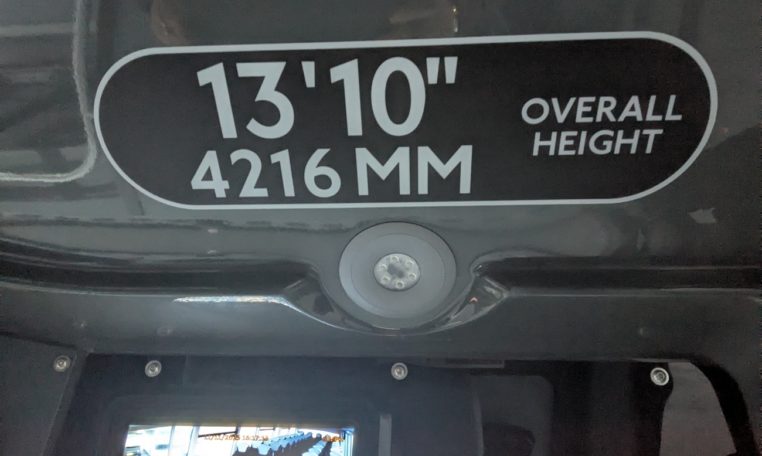 13'10"
4216 MM
OVERALL
HEIGHT